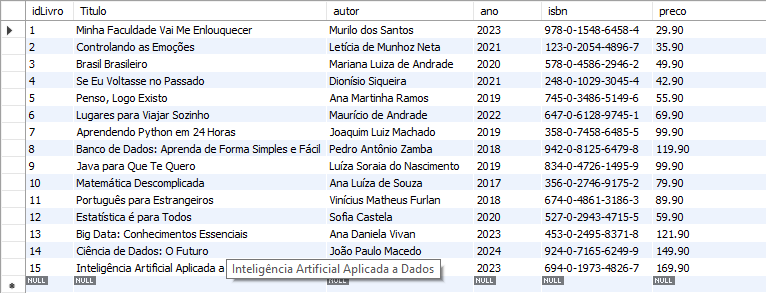 idLivro Titulo autor ano isbn preco
1 Minha Faculdade Vai Me Enlouquecer Murilo dos Santos 2023 978-0-1548-6458-4 29.90
2 Controlando as Emoções Letícia de Munhoz Neta 2021 123-0-2054-4896-7 35.90
3 Brasil Brasileiro Mariana Luiza de Andrade 2020 578-0-4586-2946-2 49.90
4 Se Eu Voltasse no Passado Dionísio Siqueira 2021 248-0-1029-3045-4 42.90
5 Penso, Logo Existo Ana Martinha Ramos 2019 745-0-3486-5149-6 55.90
6 Lugares para Viajar Sozinho Maurício de Andrade 2022 647-0-6128-9745-1 69.90
7 Aprendendo Python em 24 Horas Joaquim Luiz Machado 2019 358-0-7458-6485-5 99.90
8 Banco de Dados: Aprenda de Forma Simples e Fácil Pedro Antônio Zamba 2018 942-0-8125-6479-8 119.90
9 Java para Que Te Quero Luíza Soraia do Nascimento 2019 834-0-4726-1495-9 99.90
10 Matemática Descomplicada Ana Luíza de Souza 2017 356-0-2746-9175-2 79.90
11 Português para Estrangeiros Vinícius Matheus Furlan 2018 674-0-4861-3186-3 89.90
12 Estatística é para Todos Sofia Castela 2020 527-0-2943-4715-5 59.90
13 Big Data: Conhecimentos Essenciais Ana Daniela Vivan 2023 453-0-2495-8371-8 121.90
14 Ciência de Dados: O Futuro João Paulo Macedo 2024 924-0-7165-6249-9 149.90
15 Inteligência Artificial Aplicada a Inteligência Artificial Aplicada a Dados 2023 694-0-1973-4826-7 169.90
NULL NULL NULL NULL NULL NULL